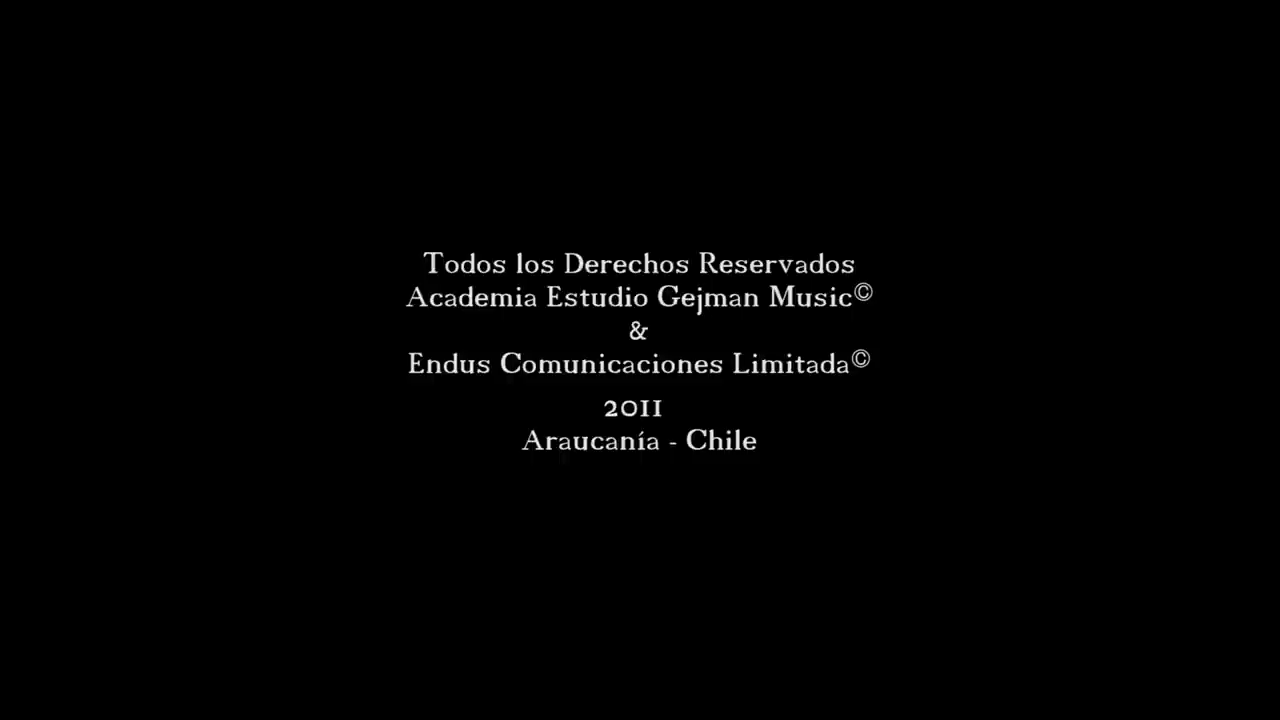 Todos los Derechos Reservados
Academia Estudio Gejman Music©
&
Endus Comunicaciones Limitada©
2011
Araucanía - Chile